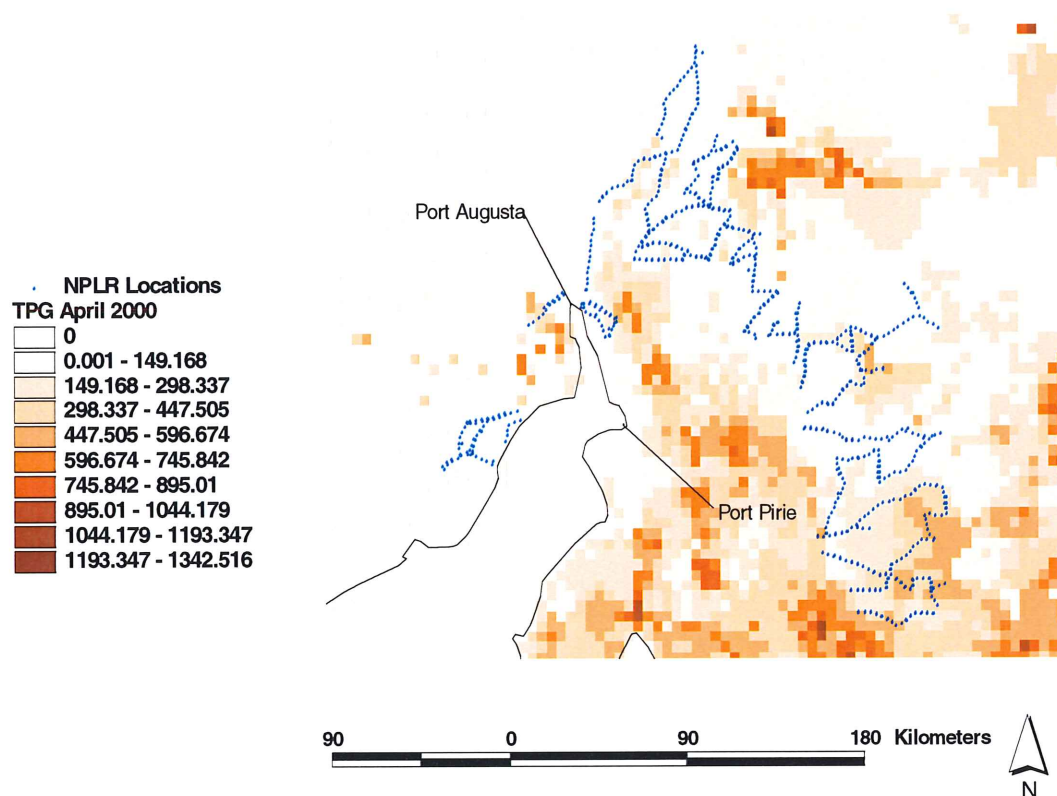 Port Augusta
NPLR Locations
TPG April 2000
0
0.001 - 149.168
149.168 - 298.337
298.337 - 447.505
447.505 - 596.674
596.674 - 745.842
745.842 - 895.01
895.01 - 1044.179
1044.179 - 1193.347
1193.347 - 1342.516
Port Pirie
90 0 90 180 Kilometers
N